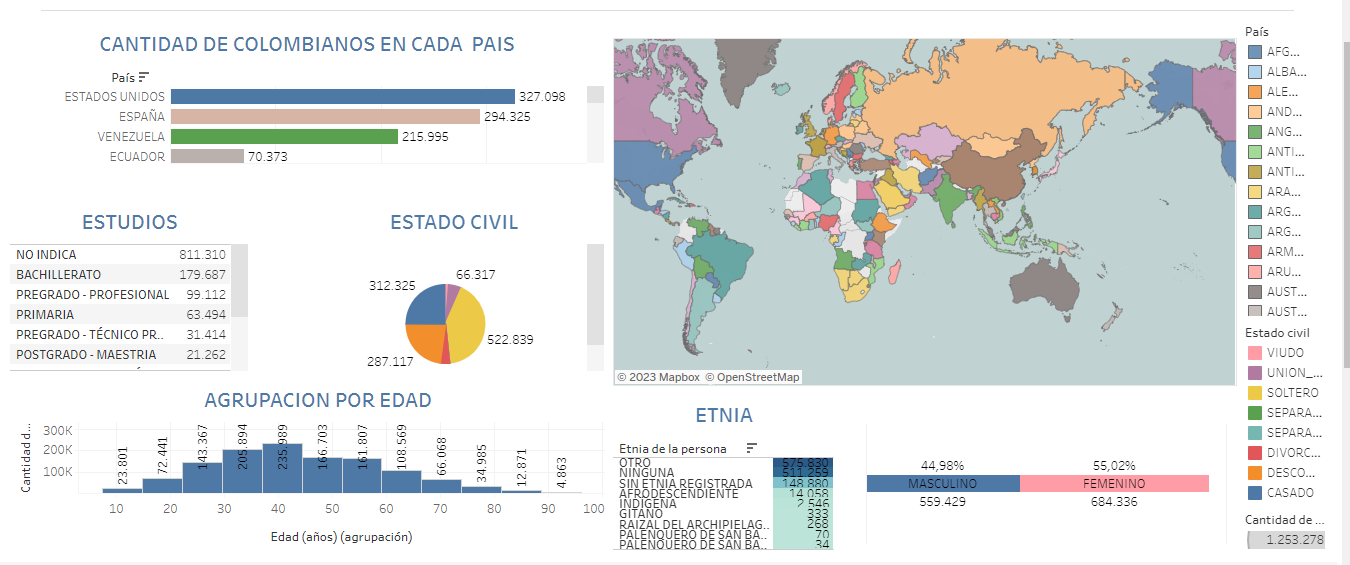 CANTIDAD DE COLOMBIANOS EN CADA PAIS
País
ESTADOS UNIDOS 327.098
ESPAÑA 294.325
VENEZUELA 215.995
ECUADOR 70.373
ESTUDIOS
NO INDICA 811.310
BACHILLERATO 179.687
PREGRADO - PROFESIONAL 99.112
PRIMARIA 63.494
PREGRADO - TÉCNICO PR.. 31.414
POSTGRADO - MAESTRIA 21.262
ESTADO CIVIL
66.317
312.325
522.839
287.117
© 2023 Mapbox © OpenStreetMap
AGRUPACION POR EDAD
Cantidad d...
300K
200K
100K
23.801
72.441
143.367
205.894
235.989
166.703
161.807
108.569
66.068
34.985
12.871
4.863
10 20 30 40 50 60 70 80 90 100
Edad (años) (agrupación)
ETNIA
Etnia de la persona
OTRO 575.830
NINGUNA 511.259
SIN ETNIA REGISTRADA 148.880
AFRODESCENDIENTE 14.058
INDÍGENA 2.546
GITANO 333
RAIZAL DEL ARCHIPIELAG.. 268
PALENQUERO DE SAN BA.. 70
PALENQUERO DE SAN BA.. 34
44,98% 55,02%
MASCULINO FEMENINO
559.429 684.336
País
AFG...
ALBA...
ALE...
AND...
ANG...
ANTI...
ANTI...
ARA...
ARG...
ARG...
ARM...
ARU...
AUST...
AUST...
Estado civil
VIUDO
UNION_...
SOLTERO
SEPARA...
SEPARA...
DIVORC...
DESCO...
CASADO
Cantidad de ...
1.253.278